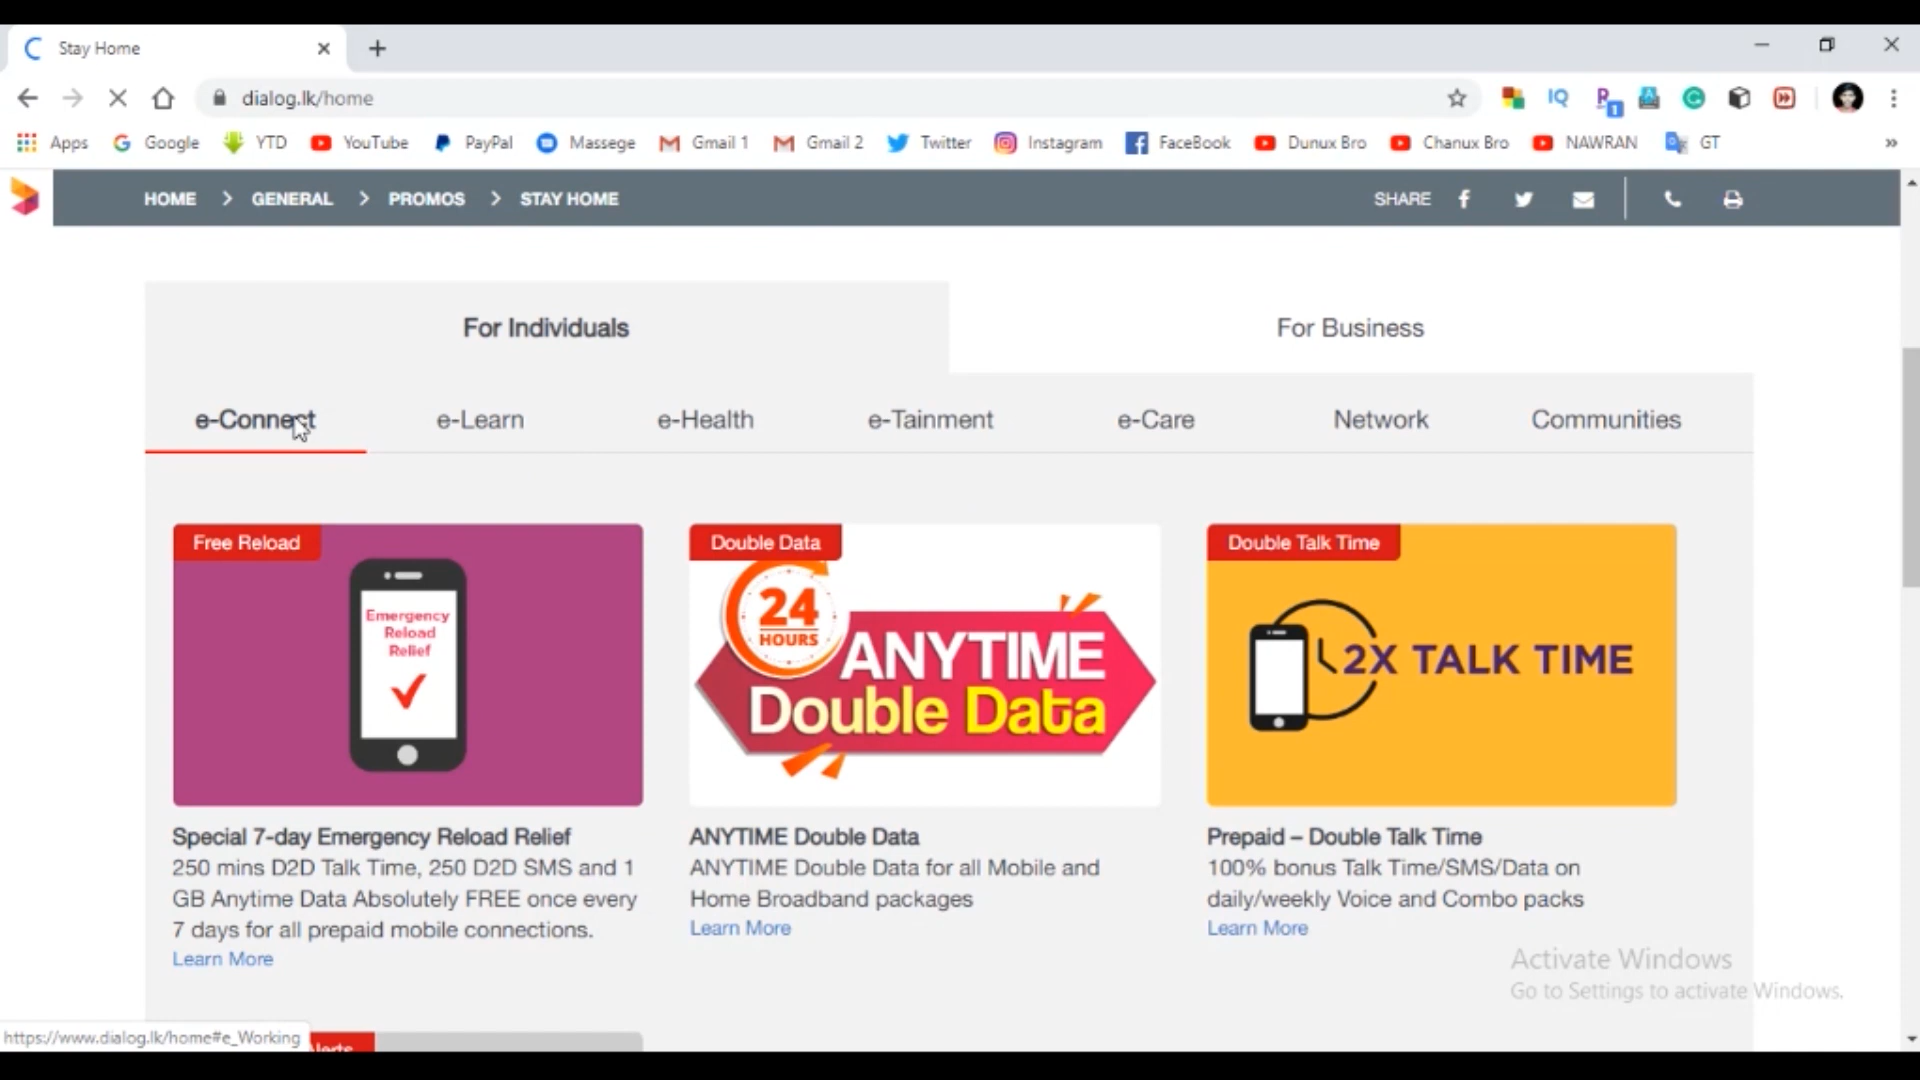 Stay Home
dialog.lk/home
Apps Google YTD YouTube PayPal Massege Gmail 1 Gmail 2 Twitter Instagram FaceBook Dunux Bro Chanux Bro NAWRAN GT
HOME > GENERAL > PROMOS > STAY HOME SHARE
For Individuals For Business
e-Connect e-Learn e-Health e-Tainment e-Care Network Communities
Free Reload
Emergency
Reload
Relief
Double Data
24
HOURS
ANYTIME
Double Data
Double Talk Time
2X TALK TIME
Special 7-day Emergency Reload Relief
250 mins D2D Talk Time, 250 D2D SMS and 1
GB Anytime Data Absolutely FREE once every
7 days for all prepaid mobile connections.
Learn More
ANYTIME Double Data
ANYTIME Double Data for all Mobile and
Home Broadband packages
Learn More
Prepaid – Double Talk Time
100% bonus Talk Time/SMS/Data on
daily/weekly Voice and Combo packs
Learn More
Activate Windows
Go to Settings to activate Windows.
https://www.dialog.lk/home#e_Working